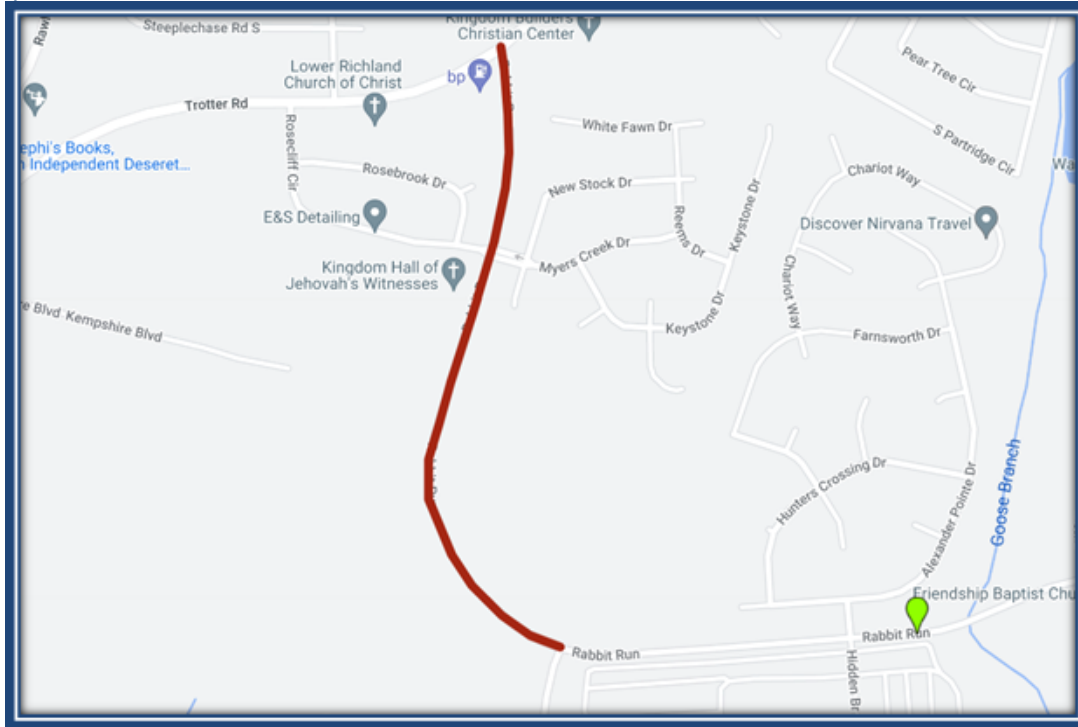 Kingdom Builders
Christian Center
Steeplechase Rd S
Lower Richland
Church of Christ
bp
Trotter Rd
Pear Tree Cir
S Partridge Cir
White Fawn Dr
ephi's Books,
n Independent Deseret...
Rosecliff Cir
Rosebrook Dr
New Stock Dr
Reems Dr
Keystone Dr
Chariot Way
E&S Detailing
Discover Nirvana Travel
Myers Creek Dr
Kingdom Hall of
Jehovah's Witnesses
Chariot Way
re Blvd Kempshire Blvd
Keystone Dr
Farnsworth Dr
Hunters Crossing Dr
Alexander Pointe Dr
Goose Branch
Friendship Baptist Chu
Rabbit Run
Rabbit Run
Hidden Br